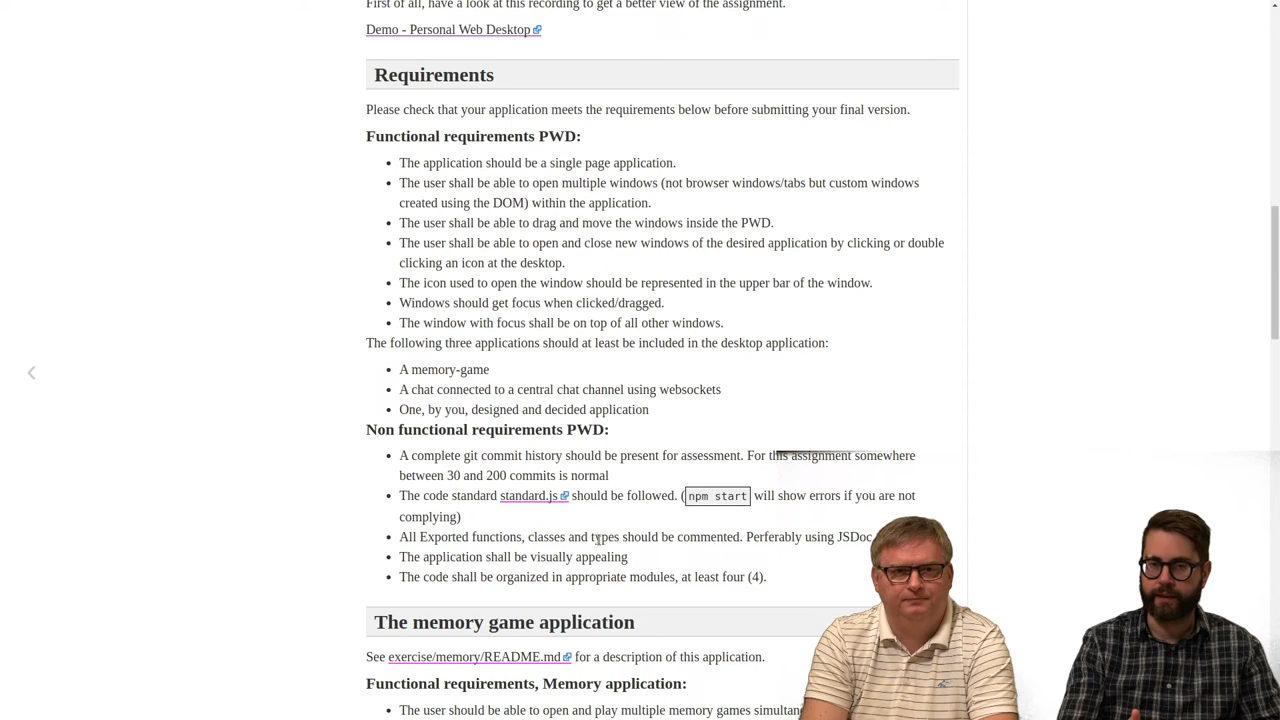 First of all, have a look at this recording to get a better view of the assignment.
Demo - Personal Web Desktop
Requirements
Please check that your application meets the requirements below before submitting your final version.
Functional requirements PWD:
The application should be a single page application.
The user shall be able to open multiple windows (not browser windows/tabs but custom windows
created using the DOM) within the application.
The user shall be able to drag and move the windows inside the PWD.
The user shall be able to open and close new windows of the desired application by clicking or double
clicking an icon at the desktop.
The icon used to open the window should be represented in the upper bar of the window.
Windows should get focus when clicked/dragged.
The window with focus shall be on top of all other windows.
The following three applications should at least be included in the desktop application:
A memory-game
A chat connected to a central chat channel using websockets
One, by you, designed and decided application
Non functional requirements PWD:
A complete git commit history should be present for assessment. For this assignment somewhere
between 30 and 200 commits is normal
The code standard standard.js should be followed. (npm start will show errors if you are not
complying)
All Exported functions, classes and types should be commented. Perferably using JSDoc
The application shall be visually appealing
The code shall be organized in appropriate modules, at least four (4).
The memory game application
See exercise/memory/README.md for a description of this application.
Functional requirements, Memory application:
The user should be able to open and play multiple memory games